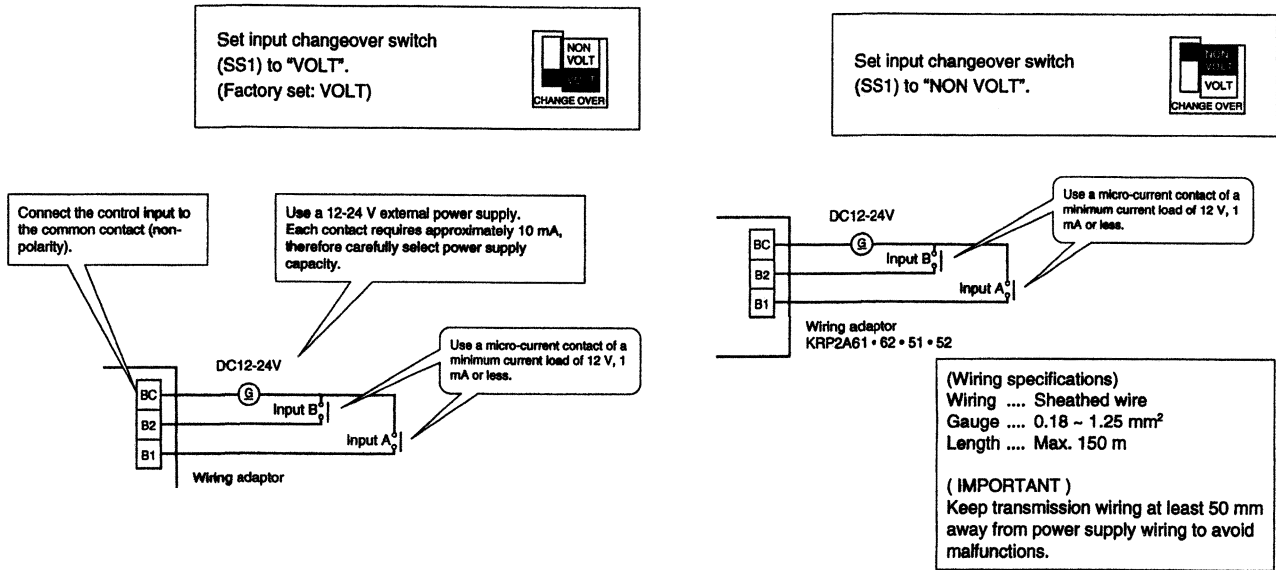 Set input changeover switch
(SS1) to "VOLT".
(Factory set: VOLT)
NON
VOLT
VOLT
CHANGE OVER
Connect the control input to
the common contact (non-
polarity).
Use a 12-24 V external power supply.
Each contact requires approximately 10 mA,
therefore carefully select power supply
capacity.
Use a micro-current contact of a
minimum current load of 12 V, 1
mA or less.
DC12-24V
BC
G
Input B
B2
Input A
B1
Wiring adaptor
Set input changeover switch
(SS1) to "NON VOLT".
NON
VOLT
VOLT
CHANGE OVER
Use a micro-current contact of a
minimum current load of 12 V, 1
mA or less.
DC12-24V
BC
G
Input B
B2
Input A
B1
Wiring adaptor
KRP2A61 • 62 • 51 • 52
(Wiring specifications)
Wiring .... Sheathed wire
Gauge .... 0.18 ~ 1.25 mm²
Length .... Max. 150 m
( IMPORTANT )
Keep transmission wiring at least 50 mm
away from power supply wiring to avoid
malfunctions.